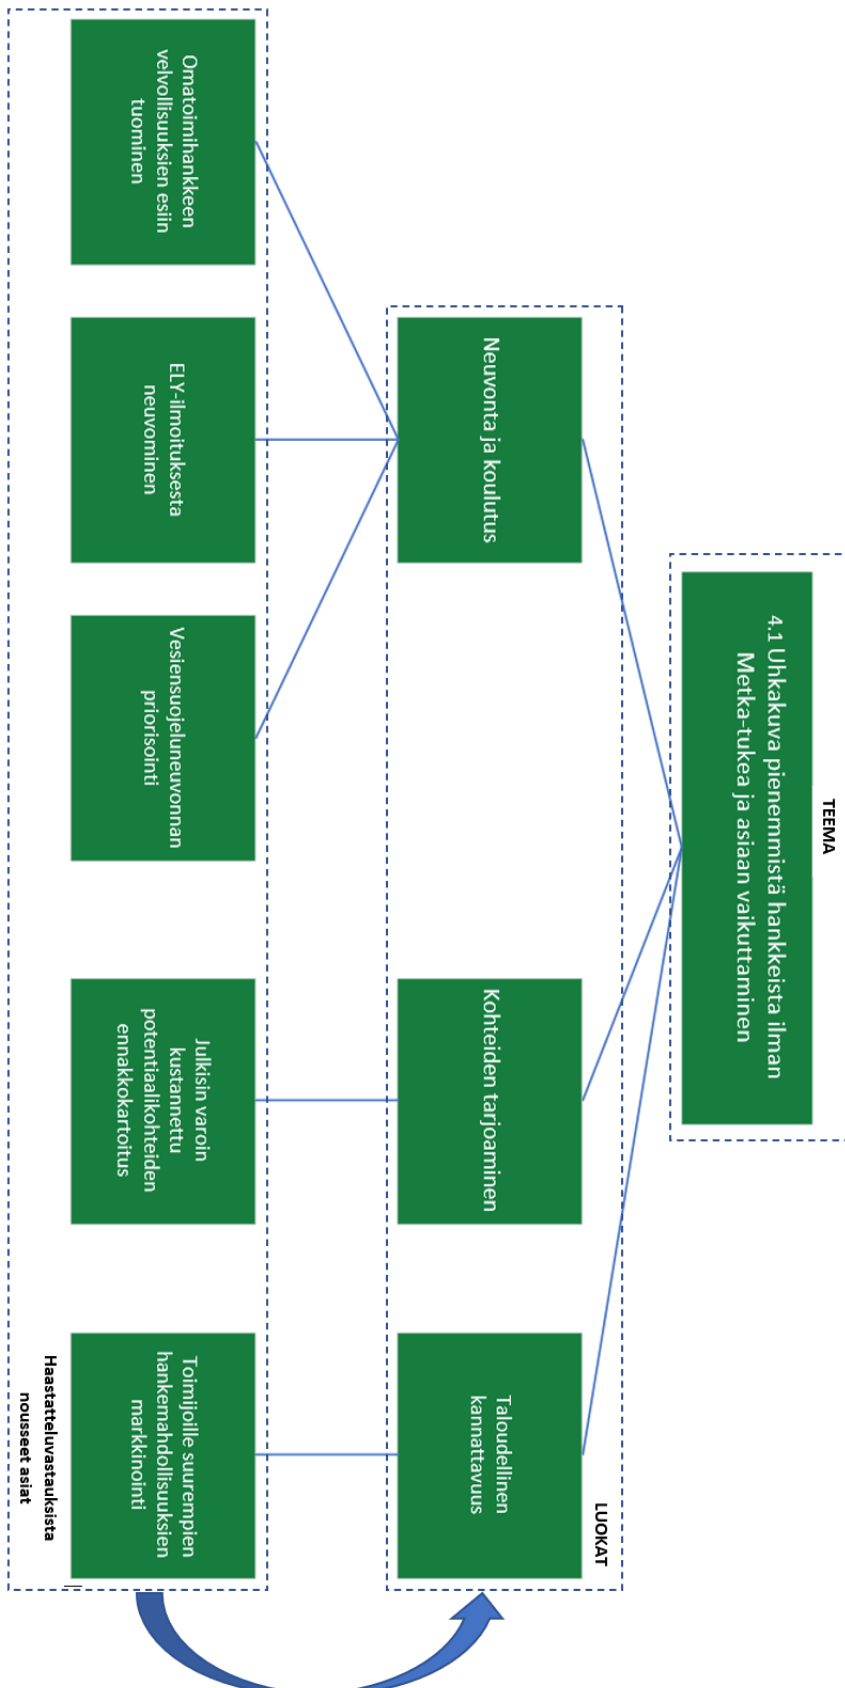 TEEMA
4.1 Uhkakuva pienemmistä hankkeista ilman
Metka-tukea ja asiaan vaikuttaminen
LUOKAT
Neuvonta ja koulutus
Kohteiden tarjoaminen
Taloudellinen
kannattavuus
Omatoimihankkeen
velvollisuuksien esiin
tuominen
ELY-ilmoituksesta
neuvominen
Vesiensuojeluneuvonnan
priorisointi
Julkisin varoin
kustannettu
potentiaalikohteiden
ennakkokartoitus
Toimijoille suurempien
hankemahdollisuuksien
markkinointi
Haastatteluvastauksista
nousseet asiat